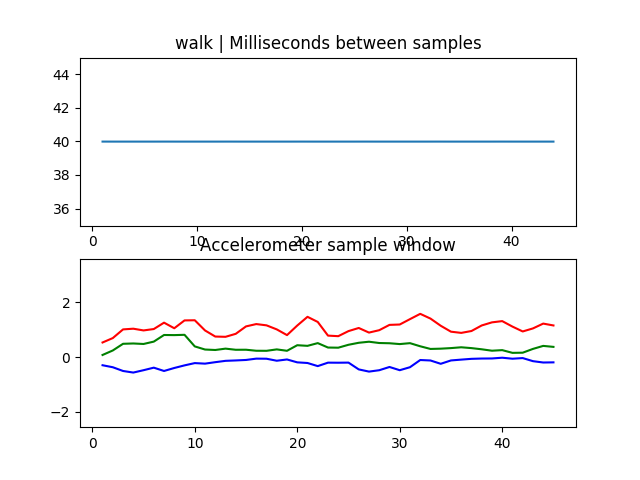 walk | Milliseconds between samples
44
42
40
38
36
0 10 20 30 40
Accelerometer sample window
2
0
−2
0 10 20 30 40